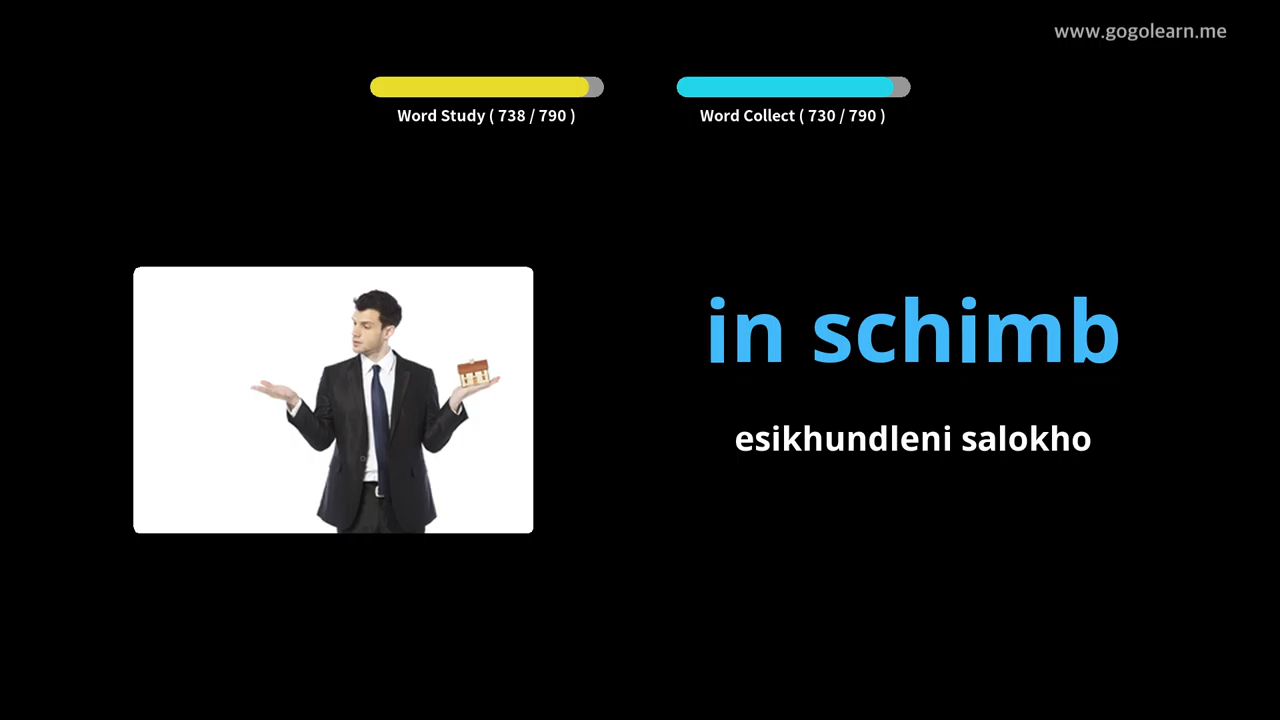 www.gogolearn.me
Word Study ( 738 / 790 )
Word Collect ( 730 / 790 )
in schimb
esikhundleni salokho